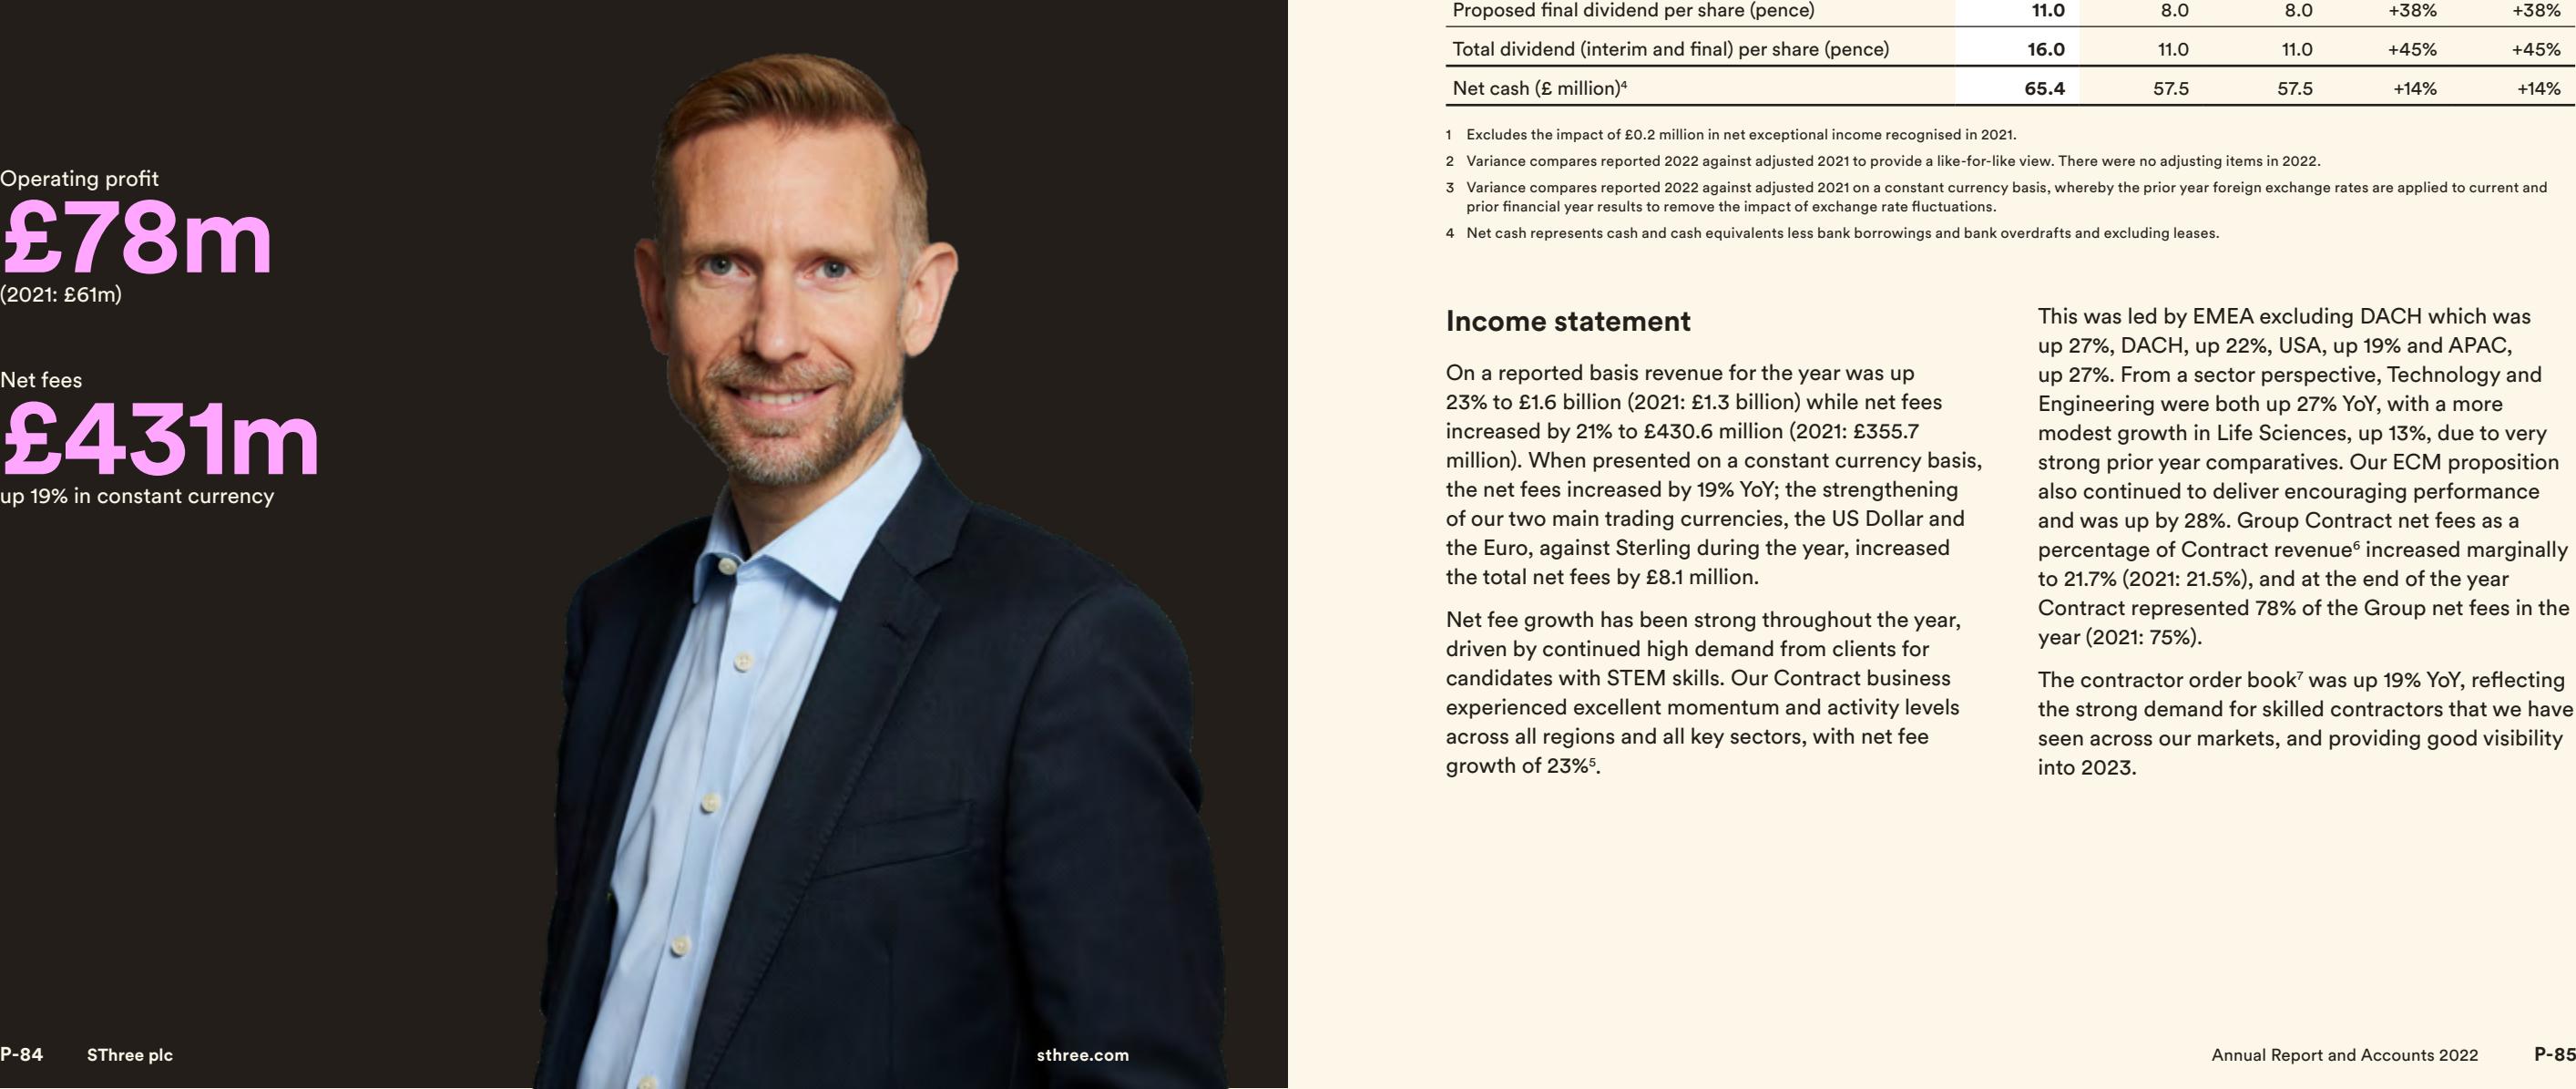 Operating profit
£78m
(2021: £61m)
Net fees
£431m
up 19% in constant currency
P-84 SThree plc sthree.com
Proposed final dividend per share (pence) 11.0 8.0 8.0 +38% +38%
Total dividend (interim and final) per share (pence) 16.0 11.0 11.0 +45% +45%
Net cash (£ million)4 65.4 57.5 57.5 +14% +14%
1 Excludes the impact of £0.2 million in net exceptional income recognised in 2021.
2 Variance compares reported 2022 against adjusted 2021 to provide a like-for-like view. There were no adjusting items in 2022.
3 Variance compares reported 2022 against adjusted 2021 on a constant currency basis, whereby the prior year foreign exchange rates are applied to current and
prior financial year results to remove the impact of exchange rate fluctuations.
4 Net cash represents cash and cash equivalents less bank borrowings and bank overdrafts and excluding leases.
Income statement
On a reported basis revenue for the year was up
23% to £1.6 billion (2021: £1.3 billion) while net fees
increased by 21% to £430.6 million (2021: £355.7
million). When presented on a constant currency basis,
the net fees increased by 19% YoY; the strengthening
of our two main trading currencies, the US Dollar and
the Euro, against Sterling during the year, increased
the total net fees by £8.1 million.
Net fee growth has been strong throughout the year,
driven by continued high demand from clients for
candidates with STEM skills. Our Contract business
experienced excellent momentum and activity levels
across all regions and all key sectors, with net fee
growth of 23%5.
This was led by EMEA excluding DACH which was
up 27%, DACH, up 22%, USA, up 19% and APAC,
up 27%. From a sector perspective, Technology and
Engineering were both up 27% YoY, with a more
modest growth in Life Sciences, up 13%, due to very
strong prior year comparatives. Our ECM proposition
also continued to deliver encouraging performance
and was up by 28%. Group Contract net fees as a
percentage of Contract revenue6 increased marginally
to 21.7% (2021: 21.5%), and at the end of the year
Contract represented 78% of the Group net fees in the
year (2021: 75%).
The contractor order book7 was up 19% YoY, reflecting
the strong demand for skilled contractors that we have
seen across our markets, and providing good visibility
into 2023.
Annual Report and Accounts 2022 P-85